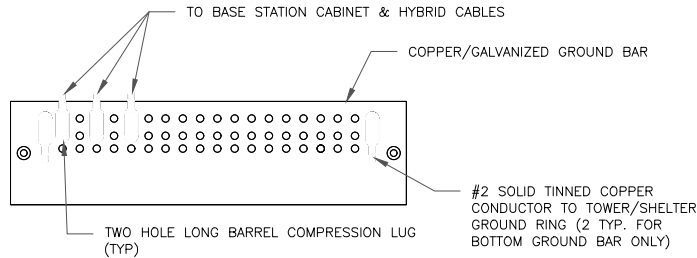 TO BASE STATION CABINET & HYBRID CABLES
COPPER/GALVANIZED GROUND BAR
#2 SOLID TINNED COPPER
CONDUCTOR TO TOWER/SHELTER
GROUND RING (2 TYP. FOR
BOTTOM GROUND BAR ONLY)
TWO HOLE LONG BARREL COMPRESSION LUG
(TYP)